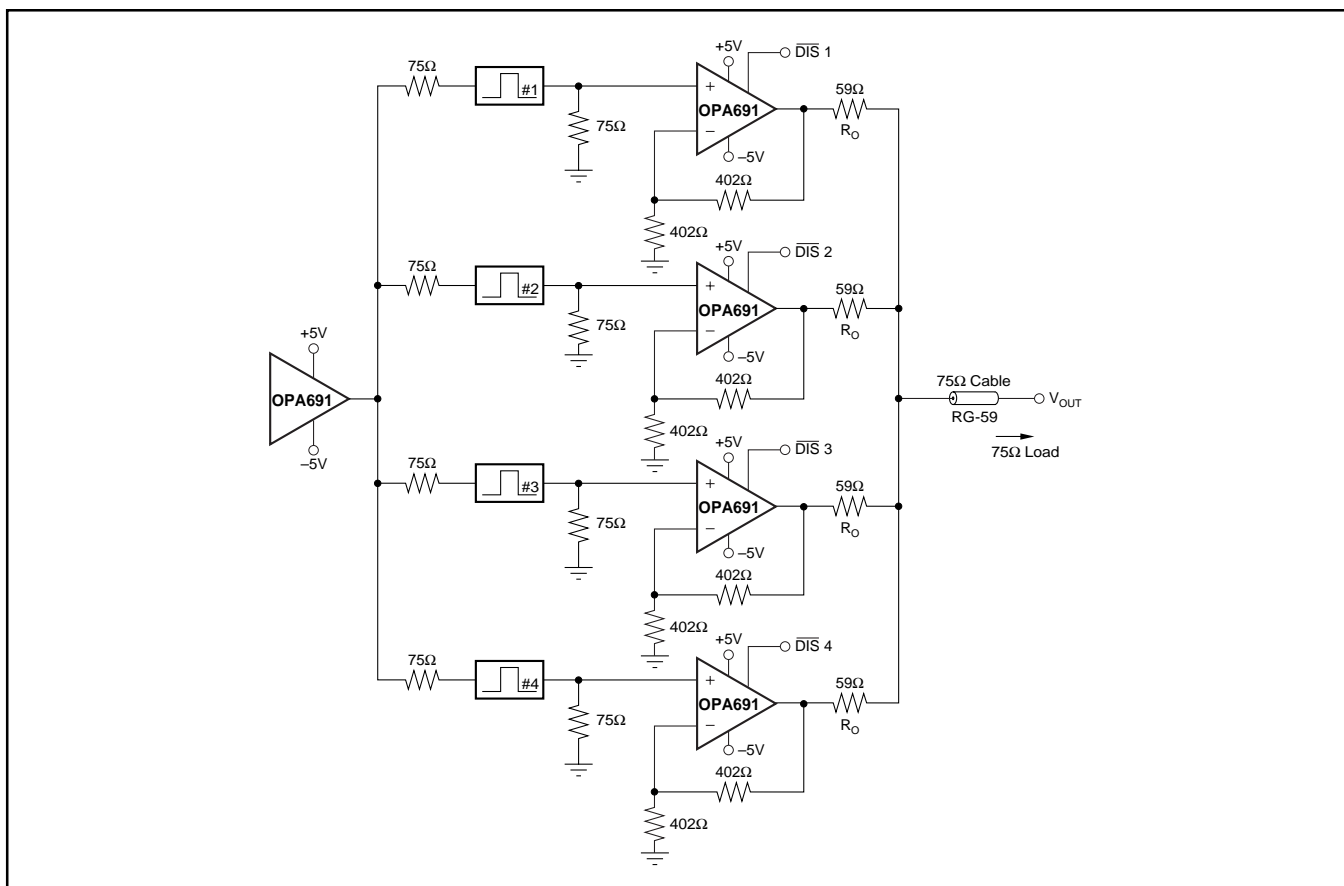 +5V
DIS 1
75Ω
#1
+
OPA691
59Ω
75Ω
−
RO
–5V
402Ω
402Ω
+5V
DIS 2
75Ω
#2
+
OPA691
59Ω
75Ω
−
RO
–5V
402Ω
402Ω
+5V
OPA691
–5V
75Ω Cable
VOUT
RG-59
75Ω Load
+5V
DIS 3
75Ω
#3
+
OPA691
59Ω
75Ω
−
RO
–5V
402Ω
402Ω
+5V
DIS 4
75Ω
#4
+
OPA691
59Ω
75Ω
−
RO
–5V
402Ω
402Ω